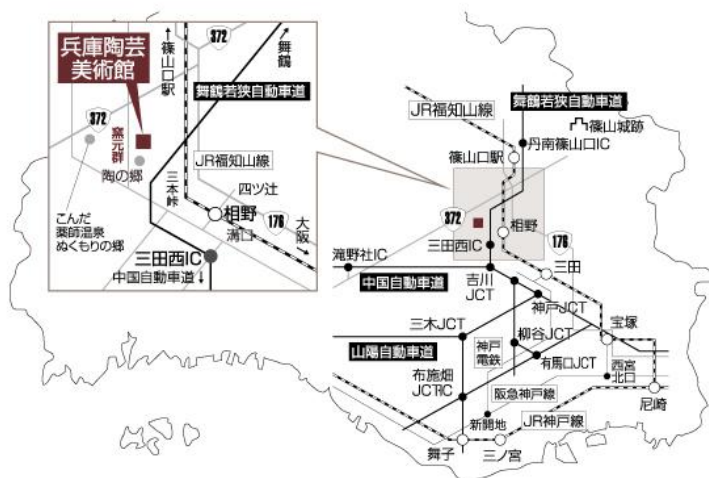 兵庫陶芸
美術館
↑篠山口駅
372
舞鶴
舞鶴若狭自動車道
372
窯元群
陶の郷
JR福知山線
三本峠
四ツ辻
こんだ
薬師温泉
ぬくもりの郷
相野
176
大阪
溝口
三田西IC
中国自動車道↓
JR福知山線
舞鶴若狭自動車道
篠山城跡
丹南篠山口IC
篠山口駅
372
相野
176
三田西IC
滝野社IC
三田
中国自動車道
吉川
JCT
神戸JCT
三木JCT
柳谷JCT
宝塚
山陽自動車道
神戸
電鉄
有馬口JCT
西宮
北口
布施畑
JCT・IC
阪急神戸線
尼崎
新開地
JR神戸線
舞子
三ノ宮